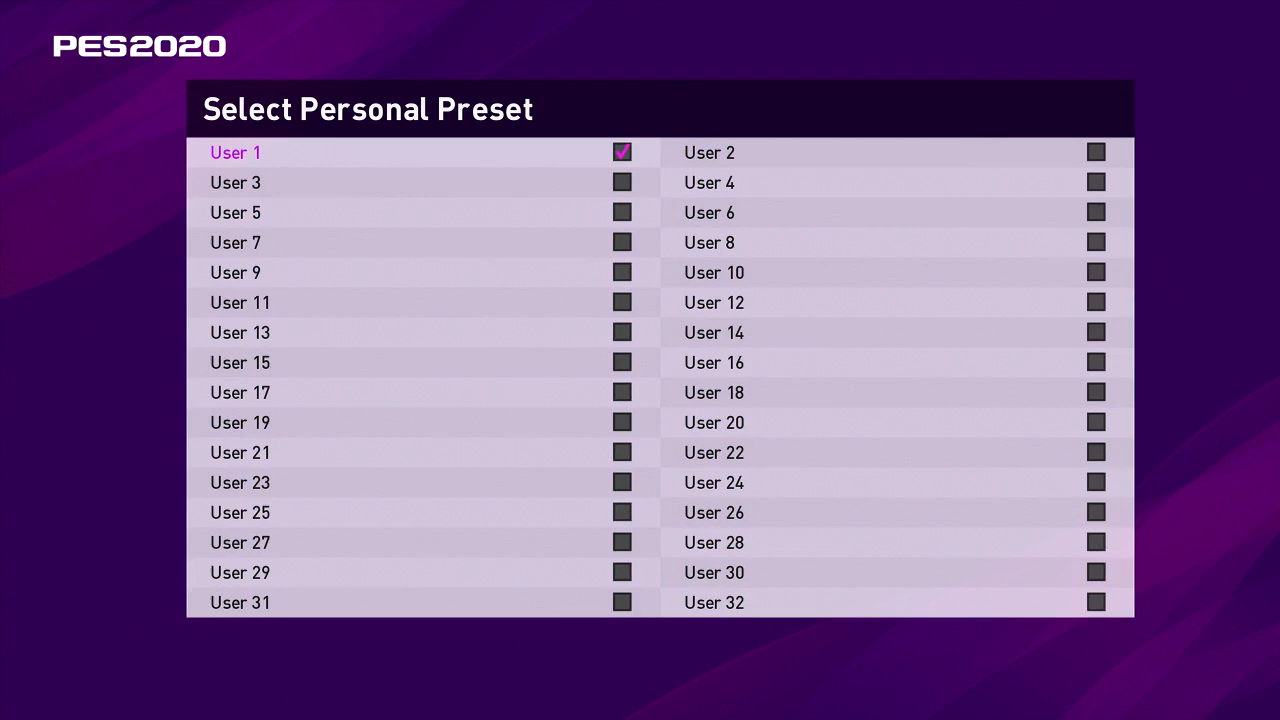 PES2020
Select Personal Preset
User 1 User 2
User 3 User 4
User 5 User 6
User 7 User 8
User 9 User 10
User 11 User 12
User 13 User 14
User 15 User 16
User 17 User 18
User 19 User 20
User 21 User 22
User 23 User 24
User 25 User 26
User 27 User 28
User 29 User 30
User 31 User 32